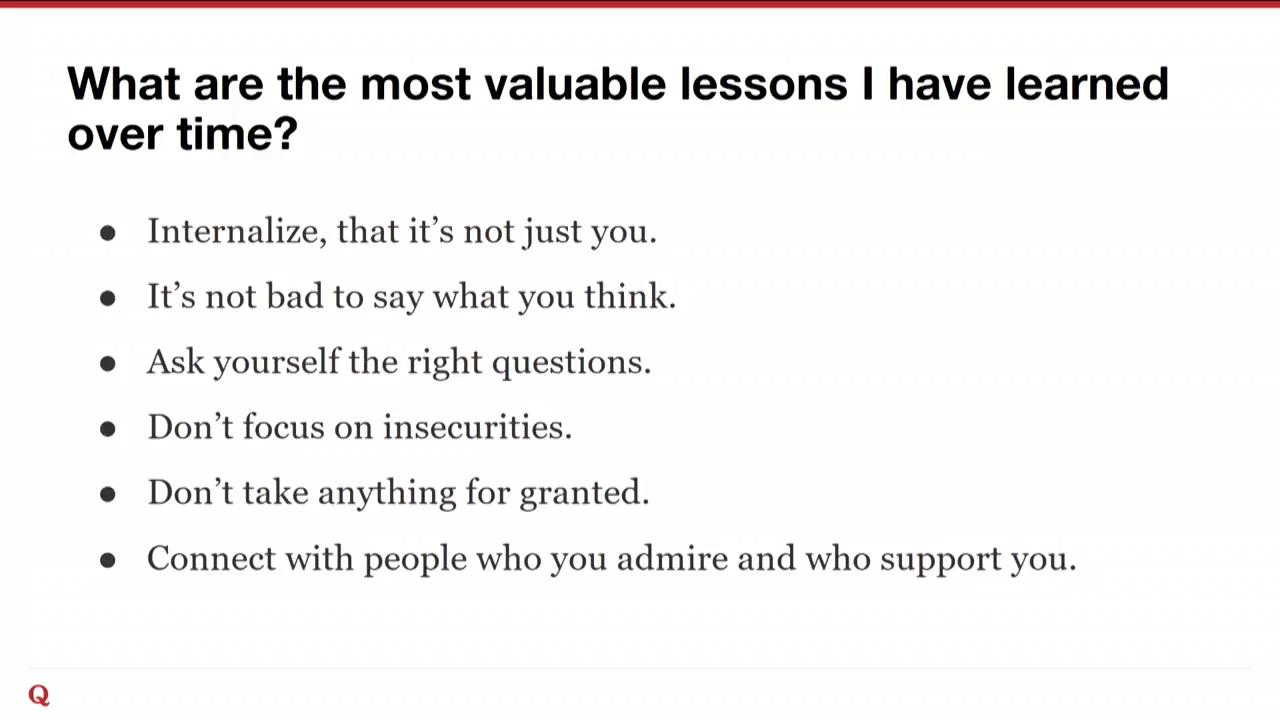 What are the most valuable lessons I have learned
over time?
● Internalize, that it’s not just you.
● It’s not bad to say what you think.
● Ask yourself the right questions.
● Don’t focus on insecurities.
● Don’t take anything for granted.
● Connect with people who you admire and who support you.
Q